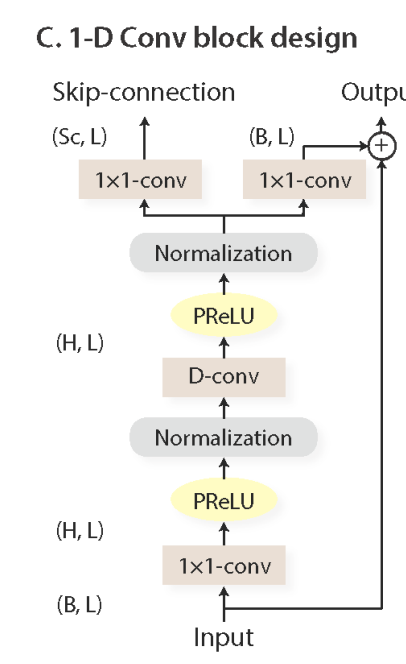 C. 1-D Conv block design
Skip-connection Outpu
(Sc, L) (B, L)
1×1-conv 1×1-conv
+
Normalization
PReLU
(H, L)
D-conv
Normalization
PReLU
(H, L)
1×1-conv
(B, L)
Input